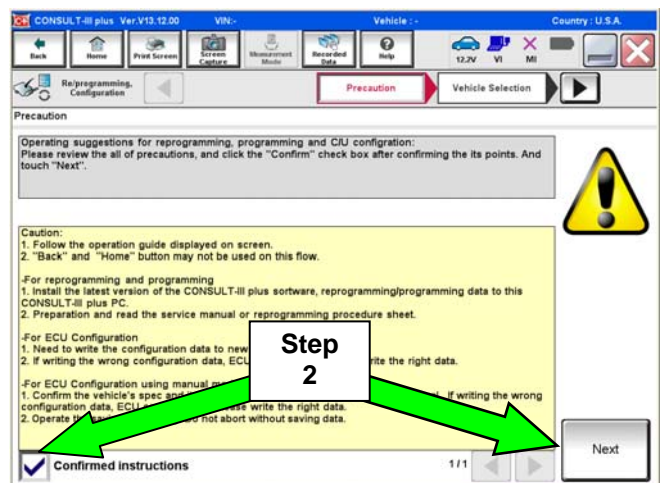 CONSULT-III plus Ver.V13.12.00 VIN:- Vehicle : - Country : U.S.A.
Back Home Print Screen Screen Capture Measurement Mode Recorded Data Help 12.2V VI MI
Re/programming, Configuration Precaution Vehicle Selection
Precaution
Operating suggestions for reprogramming, programming and C/U configration:
Please review the all of precautions, and click the "Confirm" check box after confirming the its points. And
touch "Next".
Caution:
1. Follow the operation guide displayed on screen.
2. "Back" and "Home" button may not be used on this flow.
-For reprogramming and programming
1. Install the latest version of the CONSULT-III plus sortware, reprogramming/programming data to this
CONSULT-III plus PC.
2. Preparation and read the service manual or reprogramming procedure sheet.
-For ECU Configuration
1. Need to write the configuration data to new
2. If writing the wrong configuration data, ECU rite the right data.
-For ECU Configuration using manual
1. Confirm the vehicle's spec and If writing the wrong
configuration data, ECU write the right data.
2. Operate not abort without saving data.
Step
2
Confirmed instructions 1/1 Next